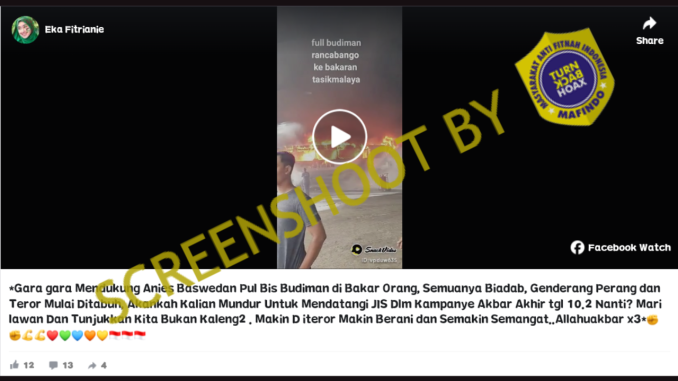 Eka Fitrianie
Share
full budiman
rancabango
ke bakaran
tasikmalaya
MASYARAKAT ANTI FITNAH INDONESIA
TURN
BACK
HOAX
MAFINDO
SCREENSHOOT BY
SnackVideo
Facebook Watch
*Gara gara Mendukung Anies Baswedan Pul Bis Budiman di Bakar Orang, Semuanya Biadab, Genderang Perang dan
Teror Mulai Ditabuh, Akankah Kalian Mundur Untuk Mendatangi JIS Dlm Kampanye Akbar Akhir tgl 10,2 Nanti? Mari
lawan Dan Tunjukkan Kita Bukan Kaleng2 , Makin D iteror Makin Berani dan Semakin Semangat,,Allahuakbar x3*✊
✊💪💪❤️💚💙🧡💛🇮🇩🇮🇩🇮🇩
12 13 4